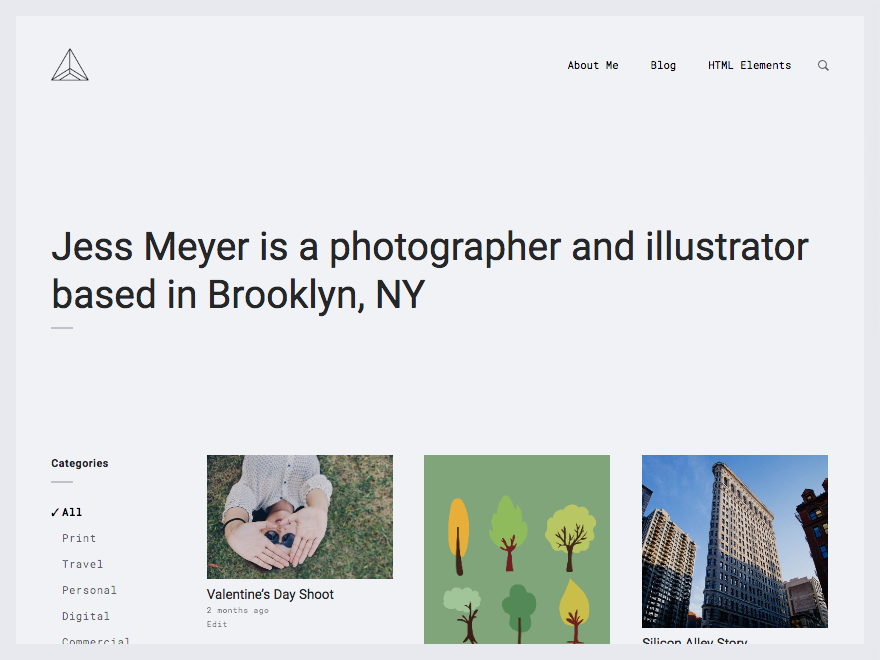 About Me
Blog
HTML Elements
Jess Meyer is a photographer and illustrator
based in Brooklyn, NY
Categories
✓ All
Print
Travel
Personal
Digital
Commercial
Valentine’s Day Shoot
2 months ago
Edit
Silicon Alley Story